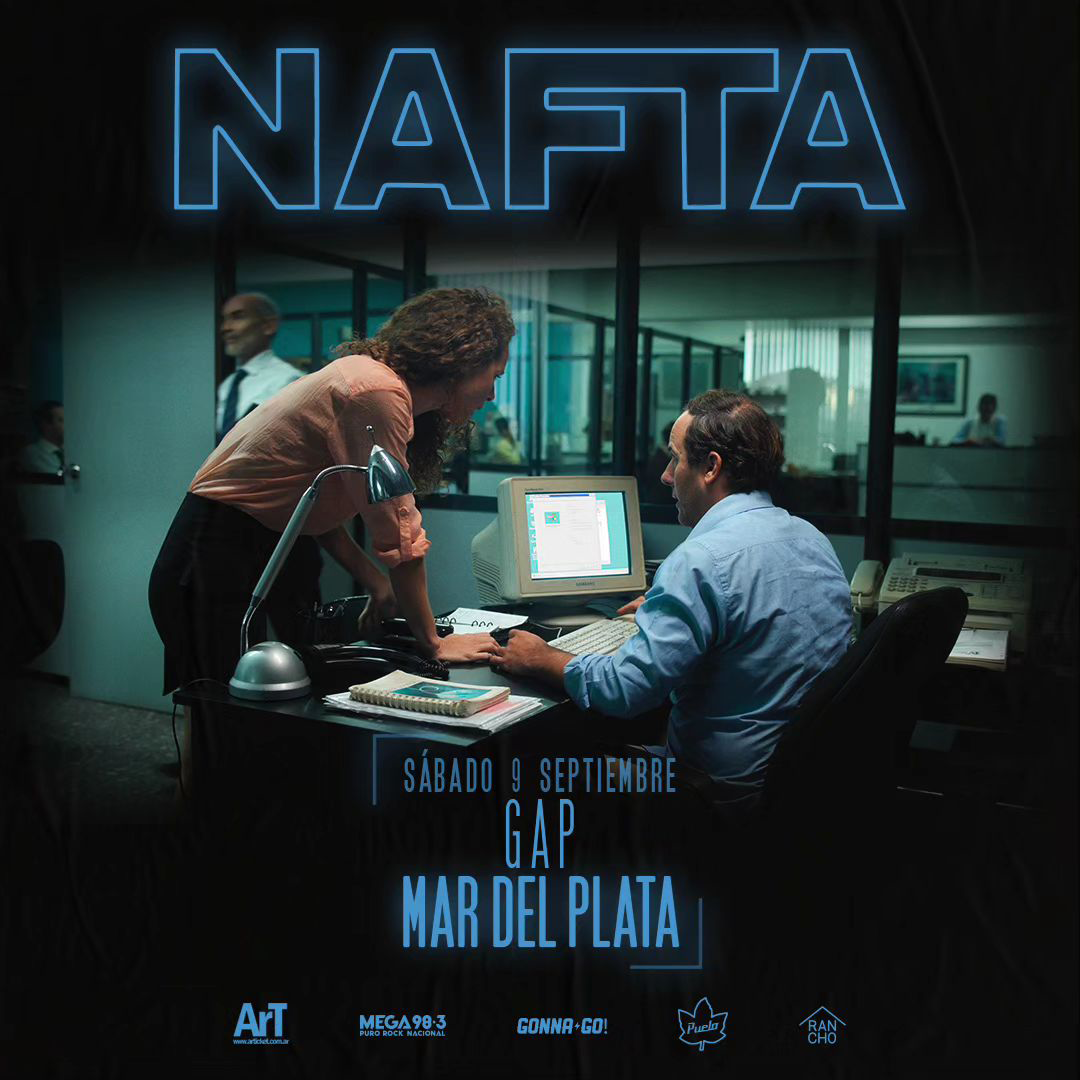 NAFTA
SAMSUNG
SÁBADO 9 SEPTIEMBRE
GAP
MAR DEL PLATA
ArT
www.articket.com.ar
MEGA 98·3
PURO ROCK NACIONAL
GONNA GO!
Puelo
RAN
CHO